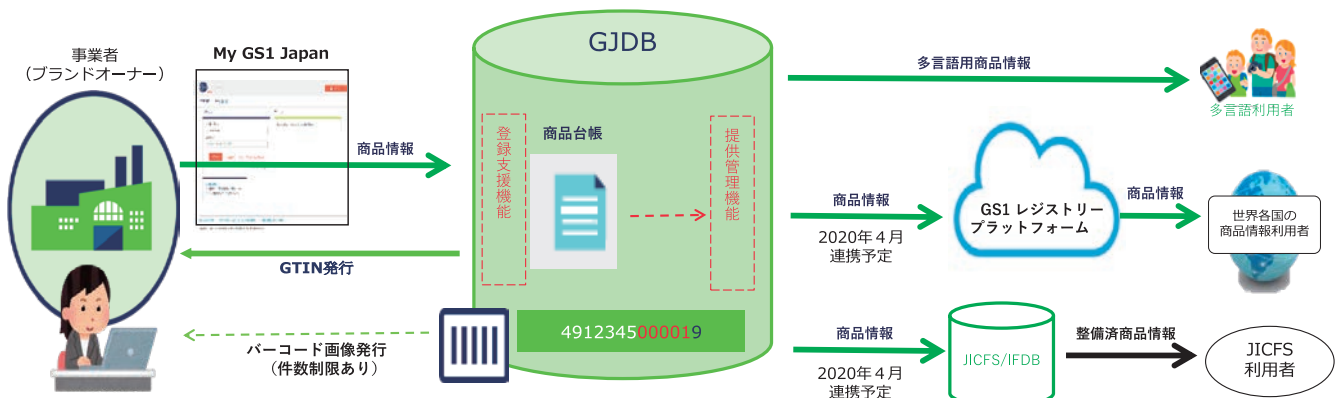 事業者
（ブランドオーナー）
My GS1 Japan
商品情報
GTIN発行
バーコード画像発行
（件数制限あり）
GJDB
登録支援機能
商品台帳
提供管理機能
4912345000019
多言語用商品情報
多言語利用者
商品情報
2020年４月
連携予定
GS1 レジストリー
プラットフォーム
商品情報
世界各国の
商品情報利用者
商品情報
2020年４月
連携予定
JICFS/IFDB
整備済商品情報
JICFS
利用者